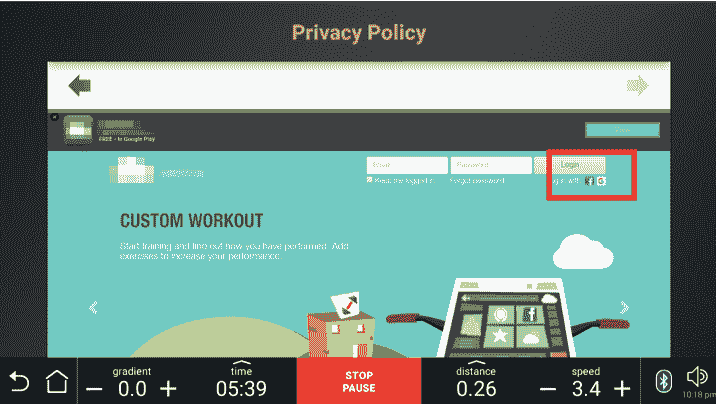 Privacy Policy
FREE - In Google Play
Login
Keep me logged in
Forgot password
CUSTOM WORKOUT
Start training and find out how you have performed. Add
exercises to increase your performance
gradient
− 0.0 +
time
05:39
STOP
PAUSE
distance
0.26
speed
− 3.4 +
10:18 pm